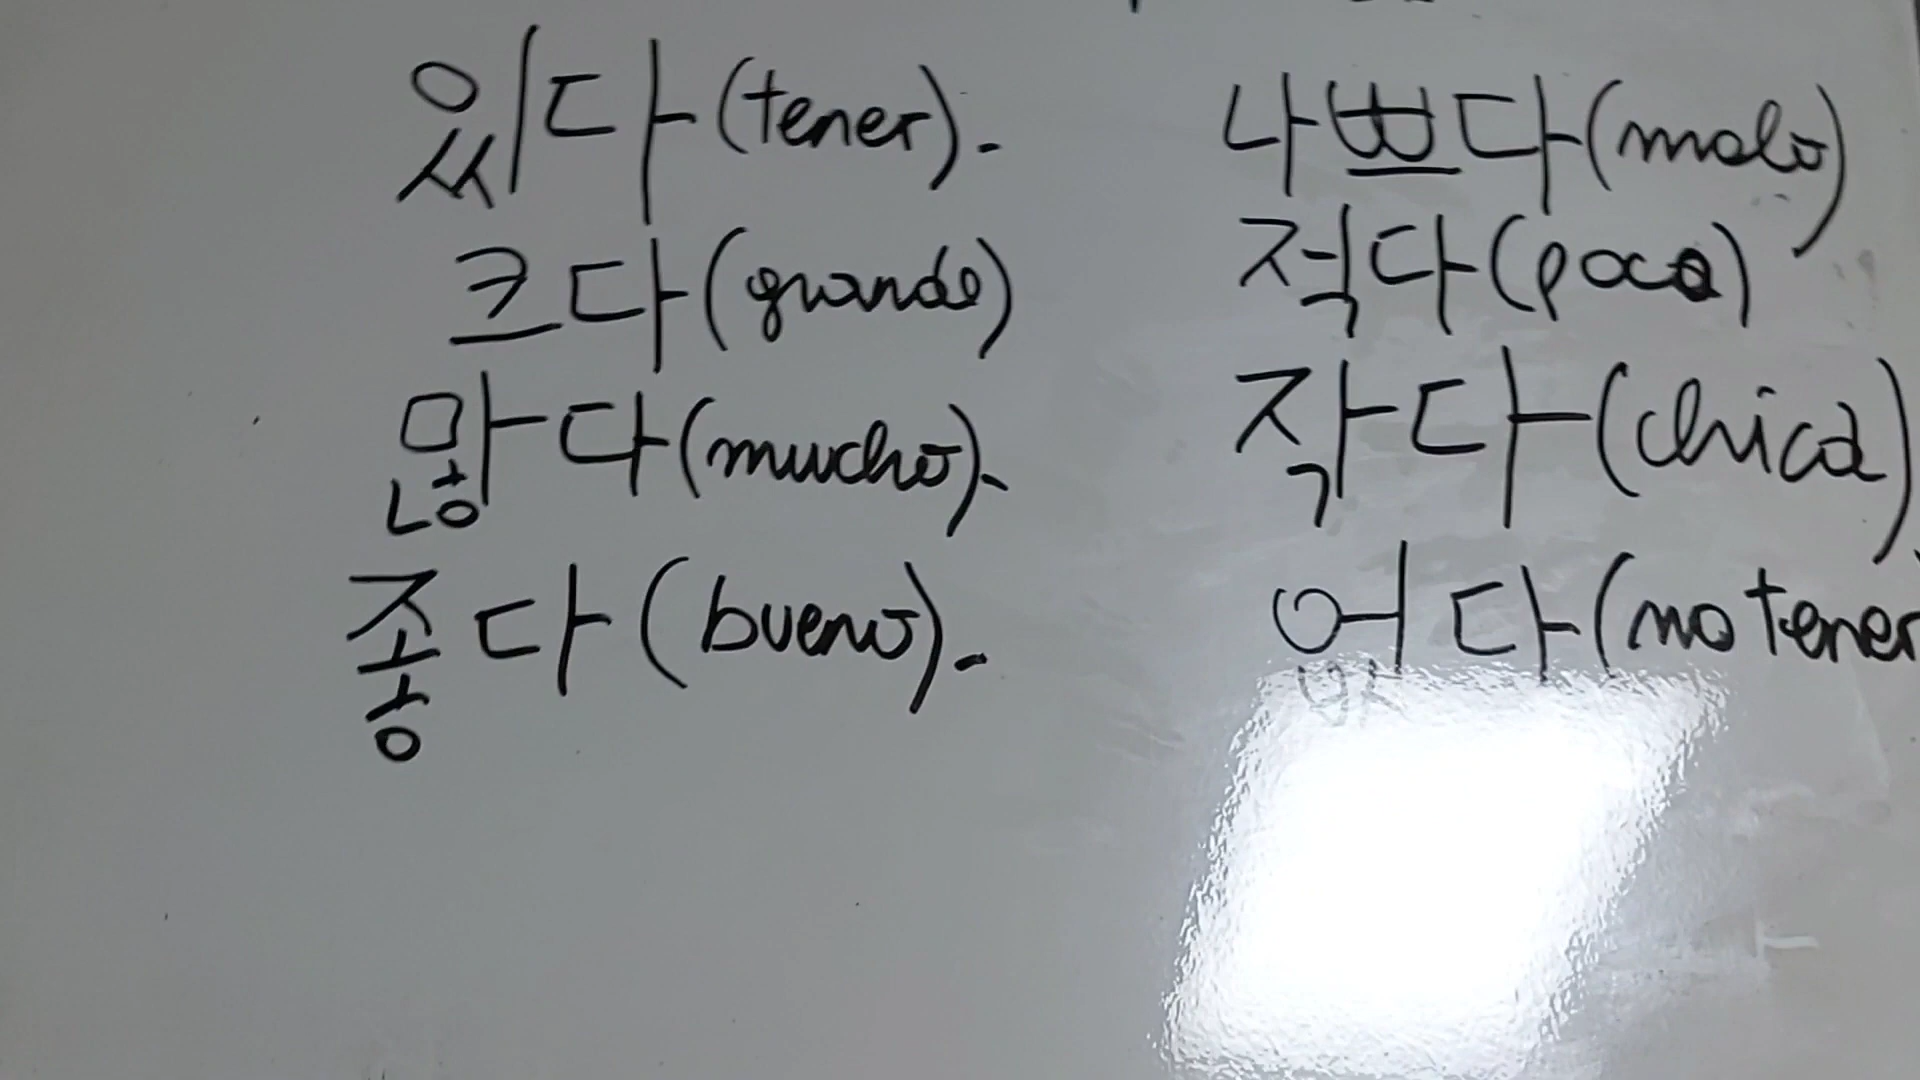 있다(tener).
크다(grande)
많다(mucho).
좋다(bueno).
나쁘다(malo)
적다(poco)
작다(chica)
없다(no tener